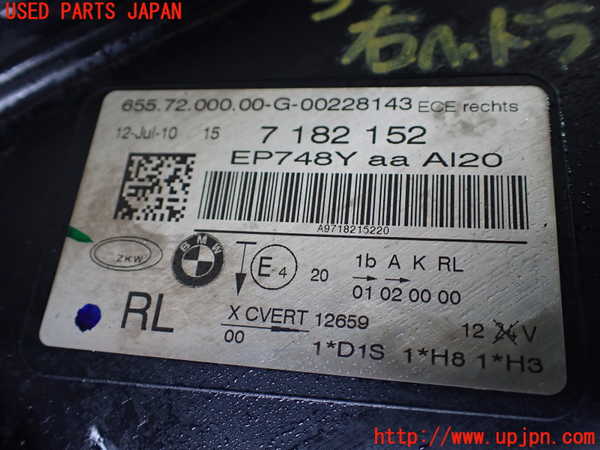 USED PARTS IN JAPAN
右ヘッドラ
655.72.000.00-G-00228143 ECE rechts
12-Jul-10 15 7 182 152
EP748Y aa AI20
A9718215220
ZKW BMW E4 20 1b A K RL
01 02 00 00
RL X CVERT 12659 12 24 V
00 1*D1S 1*H8 1*H3
http://www.upjpn.com/